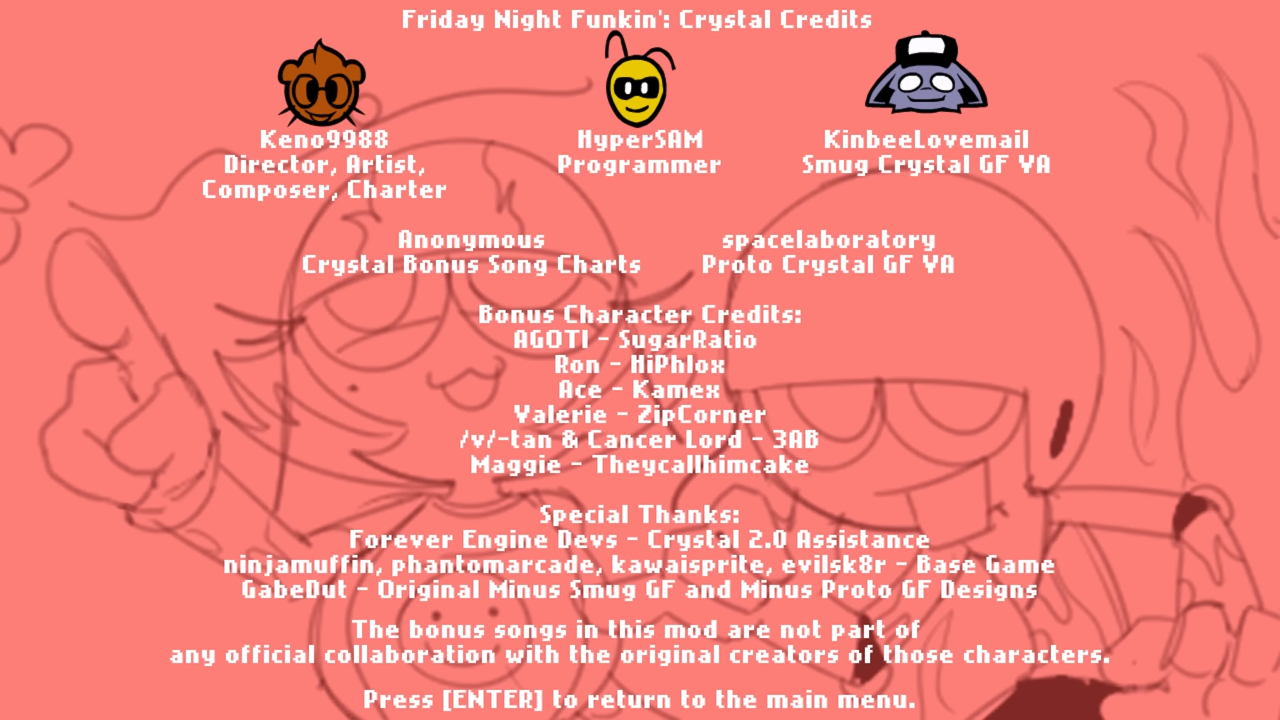 Friday Night Funkin': Crystal Credits
Keno9988 HyperSAM KinbeeLovemail
Director, Artist, Programmer Smug Crystal GF VA
Composer, Charter
Anonymous spacelaboratory
Crystal Bonus Song Charts Proto Crystal GF VA
Bonus Character Credits:
AGOTI - SugarRatio
Ron - HiPhlox
Ace - Kamex
Valerie - ZipCorner
/v/-tan & Cancer Lord - 3AB
Maggie - Theycallhimcake
Special Thanks:
Forever Engine Devs - Crystal 2.0 Assistance
ninjamuffin, phantomarcade, kawaisprite, evilsk8r - Base Game
GabeDut - Original Minus Smug GF and Minus Proto GF Designs
The bonus songs in this mod are not part of
any official collaboration with the original creators of those characters.
Press [ENTER] to return to the main menu.